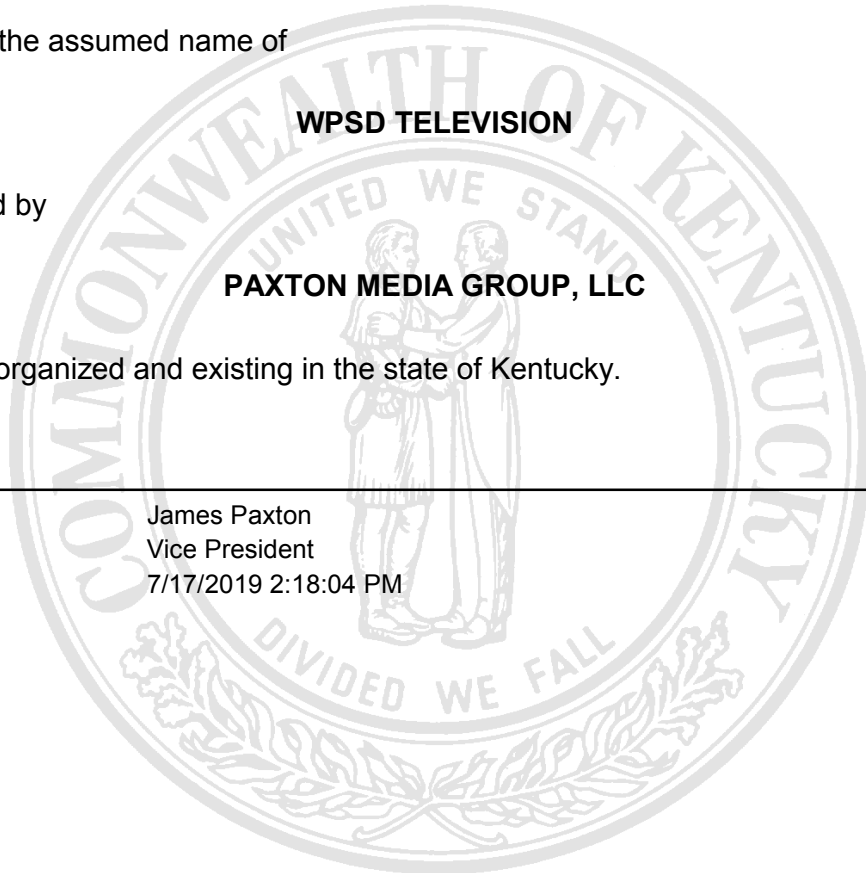 the assumed name of
WPSD TELEVISION
d by
PAXTON MEDIA GROUP, LLC
organized and existing in the state of Kentucky.
James Paxton
Vice President
7/17/2019 2:18:04 PM
COMMONWEALTH OF KENTUCKY
UNITED WE STAND
DIVIDED WE FALL